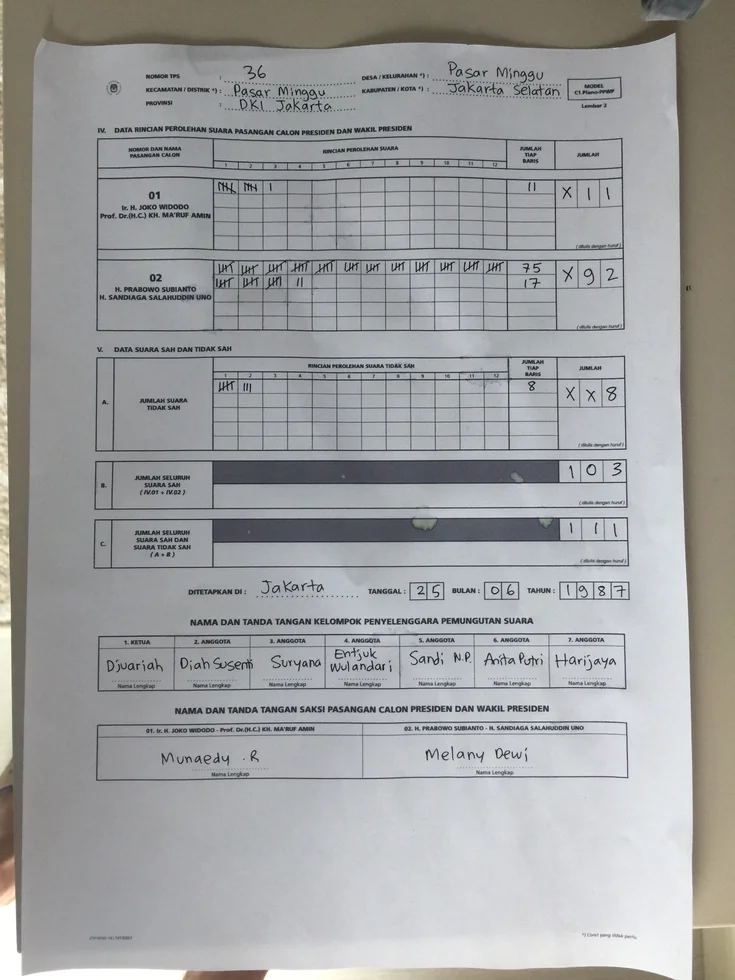 NOMOR TPS : 36
KECAMATAN / DISTRIK *) : Pasar Minggu
PROVINSI : DKI Jakarta
DESA / KELURAHAN *) : Pasar Minggu
KABUPATEN / KOTA *) : Jakarta Selatan
MODEL
C1.Plano-PPWP
Lembar 2
IV. DATA RINCIAN PEROLEHAN SUARA PASANGAN CALON PRESIDEN DAN WAKIL PRESIDEN
NOMOR DAN NAMA
PASANGAN CALON
RINCIAN PEROLEHAN SUARA
1 2 3 4 5 6 7 8 9 10 11 12
JUMLAH
TIAP
BARIS
JUMLAH
01
Ir. H. JOKO WIDODO
Prof. Dr.(H.C.) KH. MA'RUF AMIN
11
X 1 1
( ditulis dengan huruf )
02
H. PRABOWO SUBIANTO
H. SANDIAGA SALAHUDDIN UNO
75
17
X 9 2
( ditulis dengan huruf )
V. DATA SUARA SAH DAN TIDAK SAH
RINCIAN PEROLEHAN SUARA TIDAK SAH
1 2 3 4 5 6 7 8 9 10 11 12
JUMLAH
TIAP
BARIS
JUMLAH
A.
JUMLAH SUARA
TIDAK SAH
8
X X 8
( ditulis dengan huruf )
B.
JUMLAH SELURUH
SUARA SAH
( IV.01 + IV.02 )
1 0 3
( ditulis dengan huruf )
C.
JUMLAH SELURUH
SUARA SAH DAN
SUARA TIDAK SAH
( A + B )
1 1 1
( ditulis dengan huruf )
DITETAPKAN DI : Jakarta TANGGAL : 25 BULAN : 06 TAHUN : 1987
NAMA DAN TANDA TANGAN KELOMPOK PENYELENGGARA PEMUNGUTAN SUARA
1. KETUA 2. ANGGOTA 3. ANGGOTA 4. ANGGOTA 5. ANGGOTA 6. ANGGOTA 7. ANGGOTA
Djuariah Diah Susenti Suryana Entjuk Wulandari Sandi N.P. Anita Putri Harijaya
Nama Lengkap Nama Lengkap Nama Lengkap Nama Lengkap Nama Lengkap Nama Lengkap Nama Lengkap
NAMA DAN TANDA TANGAN SAKSI PASANGAN CALON PRESIDEN DAN WAKIL PRESIDEN
01. Ir. H. JOKO WIDODO - Prof. Dr.(H.C.) KH. MA'RUF AMIN
02. H. PRABOWO SUBIANTO - H. SANDIAGA SALAHUDDIN UNO
Munaedy .R
Melany Dewi
Nama Lengkap
Nama Lengkap
*) Coret yang tidak perlu